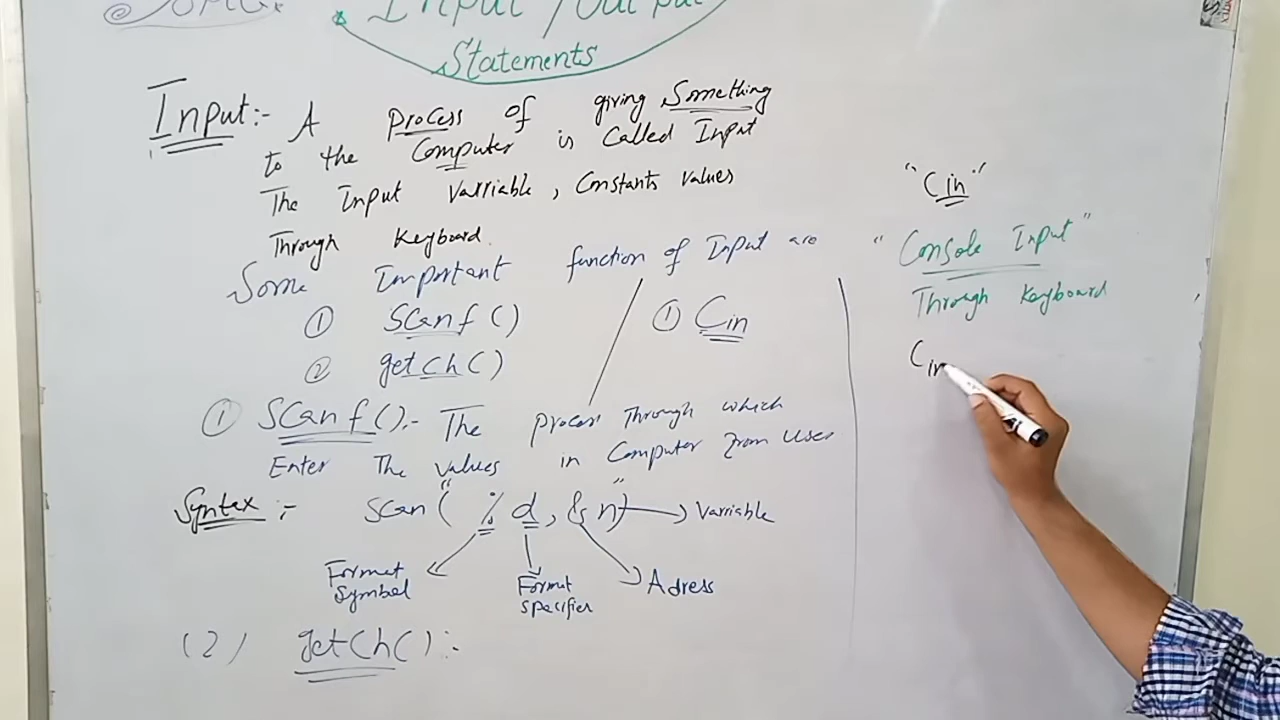 Input / Output
Statements
Input:- A process of giving Something
to the Computer is Called Input
The Input Varriable, Constants Values
Through Keyboard.
Some Important function of Input are
① Scanf ()
② getch ()
① Cin
① Scanf ():- The process Through which
Enter The Values in Computer From User
Syntex :- Scan (" % d, & n") Varriable
Formet
Symbol
Format
Specifier
Adress
(2) getch():-
"Cin"
"Console Input"
Through Keyboard
Cin